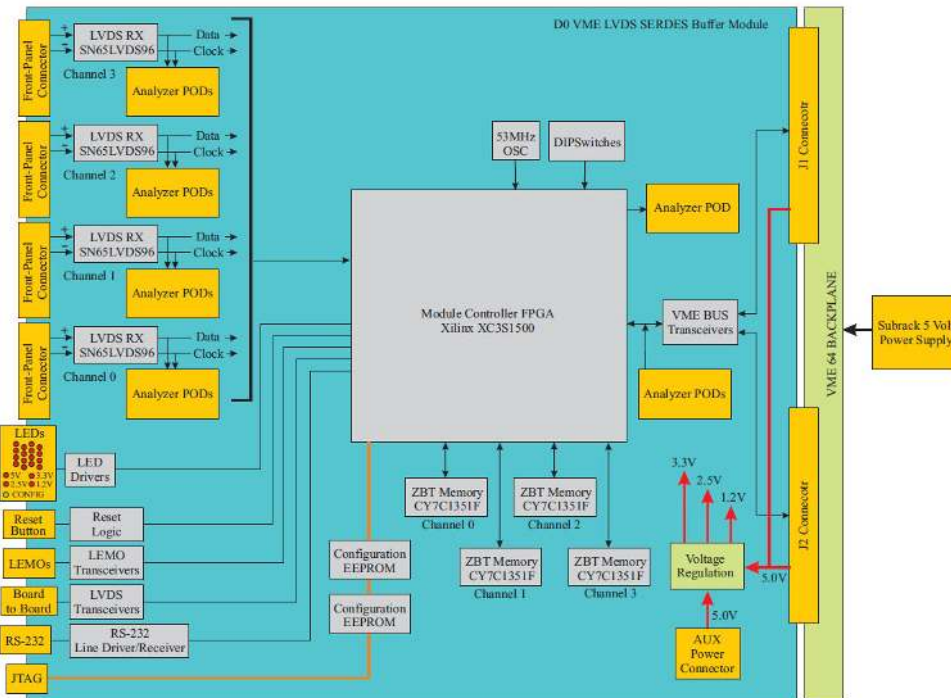 D0 VME LVDS SERDES Buffer Module
Front-Panel
Connector
+
-
LVDS RX
SN65LVDS96
Data
Clock
Channel 3
Analyzer PODs
Front-Panel
Connector
+
-
LVDS RX
SN65LVDS96
Data
Clock
Channel 2
Analyzer PODs
Front-Panel
Connector
+
-
LVDS RX
SN65LVDS96
Data
Clock
Channel 1
Analyzer PODs
Front-Panel
Connector
+
-
LVDS RX
SN65LVDS96
Data
Clock
Channel 0
Analyzer PODs
53MHz
OSC
DIPSwitches
Analyzer POD
Module Controller FPGA
Xilinx XC3S1500
VME BUS
Transceivers
Analyzer PODs
J1 Connecotr
VME 64 BACKPLANE
Subrack 5 Vol
Power Supply
J2 Connecotr
LEDs
5V
3.3V
2.5V
1.2V
CONFIG
LED
Drivers
Reset
Button
Reset
Logic
LEMOs
LEMO
Transceivers
Board
to Board
LVDS
Transceivers
RS-232
RS-232
Line Driver/Receiver
JTAG
Configuration
EEPROM
Configuration
EEPROM
ZBT Memory
CY7C1351F
Channel 0
ZBT Memory
CY7C1351F
Channel 2
ZBT Memory
CY7C1351F
Channel 1
ZBT Memory
CY7C1351F
Channel 3
3.3V
2.5V
1.2V
Voltage
Regulation
5.0V
5.0V
AUX
Power
Connector